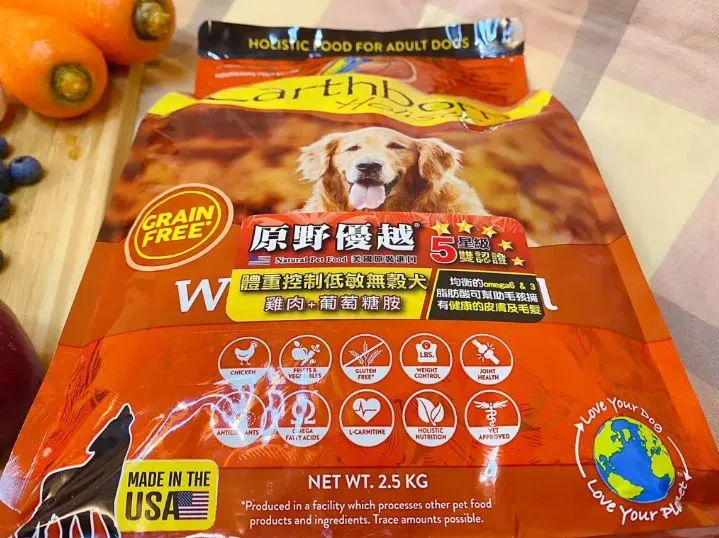 HOLISTIC FOOD FOR ADULT DOGS
Earthborn
GRAIN
FREE*
原野優越®
Natural Pet Food 美國原裝進口
5星級
雙認證
體重控制低敏無穀犬
雞肉+葡萄糖胺
均衡的omega6 & 3
脂肪酸可幫助毛孩擁
有健康的皮膚及毛髮
CHICKEN
FRUITS &
VEGETABLES
GLUTEN
FREE*
LBS.
WEIGHT
CONTROL
JOINT
HEALTH
ANTIOXIDANTS
OMEGA
FATTY ACIDS
L-CARNITINE
HOLISTIC
NUTRITION
VET
APPROVED
MADE IN THE
USA
NET WT. 2.5 KG
*Produced in a facility which processes other pet food
products and ingredients. Trace amounts possible.
Love Your Dog
Love Your Planet